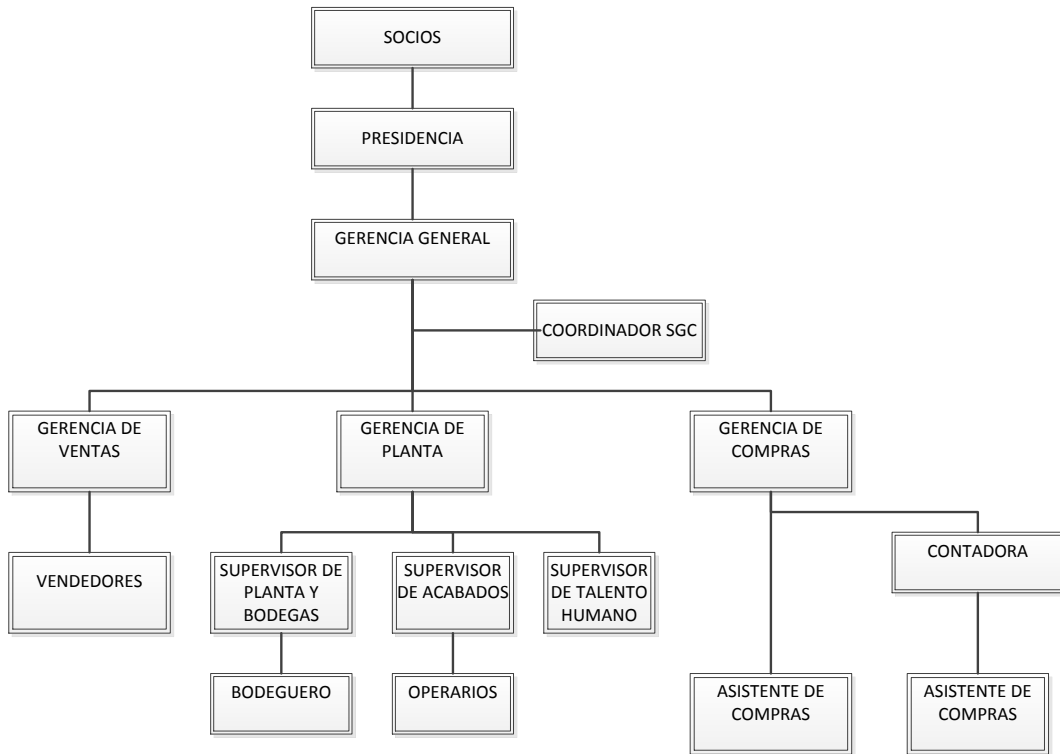 SOCIOS
PRESIDENCIA
GERENCIA GENERAL
COORDINADOR SGC
GERENCIA DE
VENTAS
GERENCIA DE
PLANTA
GERENCIA DE
COMPRAS
VENDEDORES
SUPERVISOR DE
PLANTA Y
BODEGAS
SUPERVISOR
DE ACABADOS
SUPERVISOR
DE TALENTO
HUMANO
CONTADORA
BODEGUERO
OPERARIOS
ASISTENTE DE
COMPRAS
ASISTENTE DE
COMPRAS